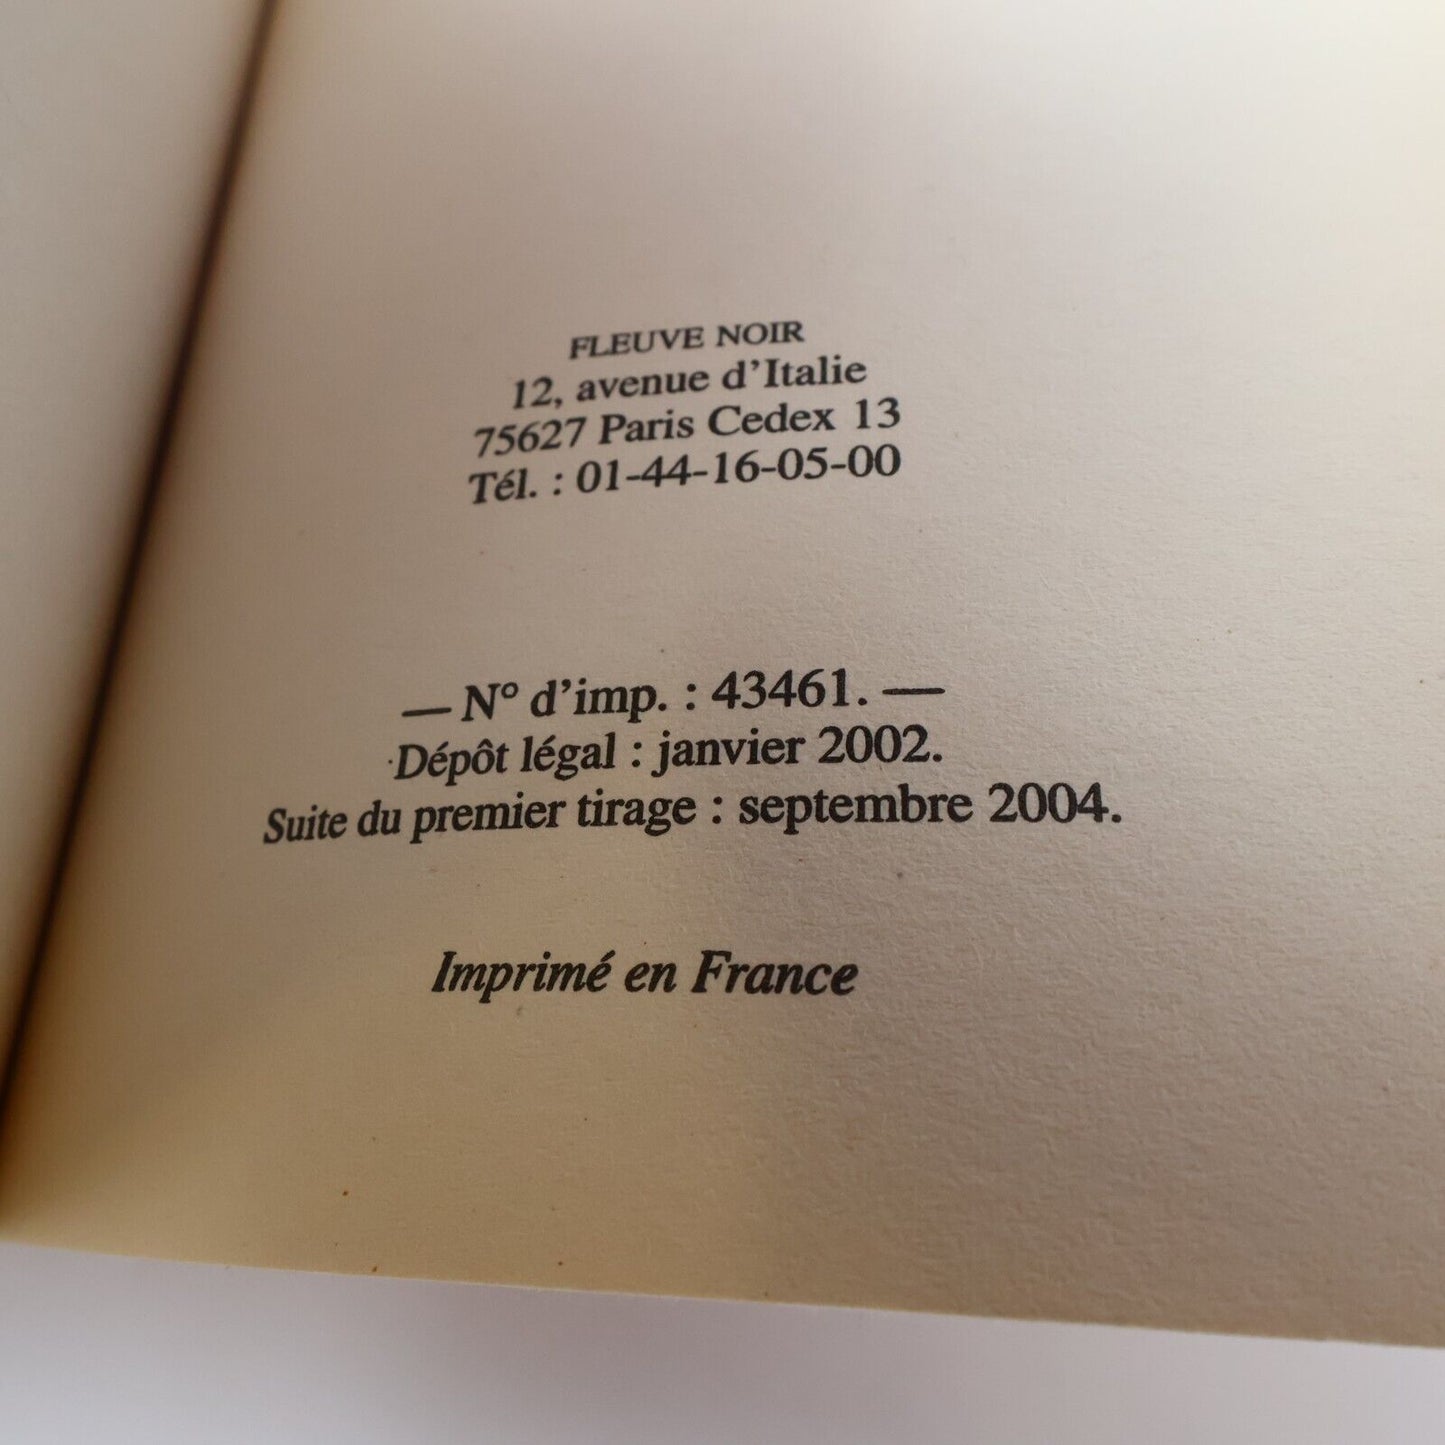 FLEUVE NOIR
12, avenue d'Italie
75627 Paris Cedex 13
Tél. : 01-44-16-05-00
— N° d'imp. : 43461. —
Dépôt légal : janvier 2002.
Suite du premier tirage : septembre 2004.
Imprimé en France